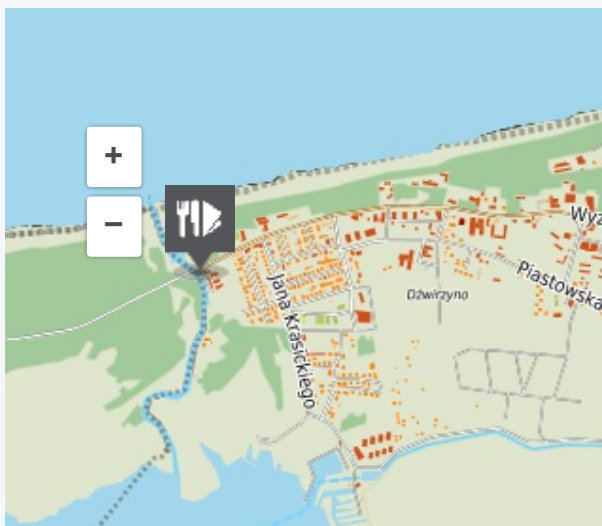 +
−
Wyz
Piastowska
Jana Krasickiego
Dźwirzyno